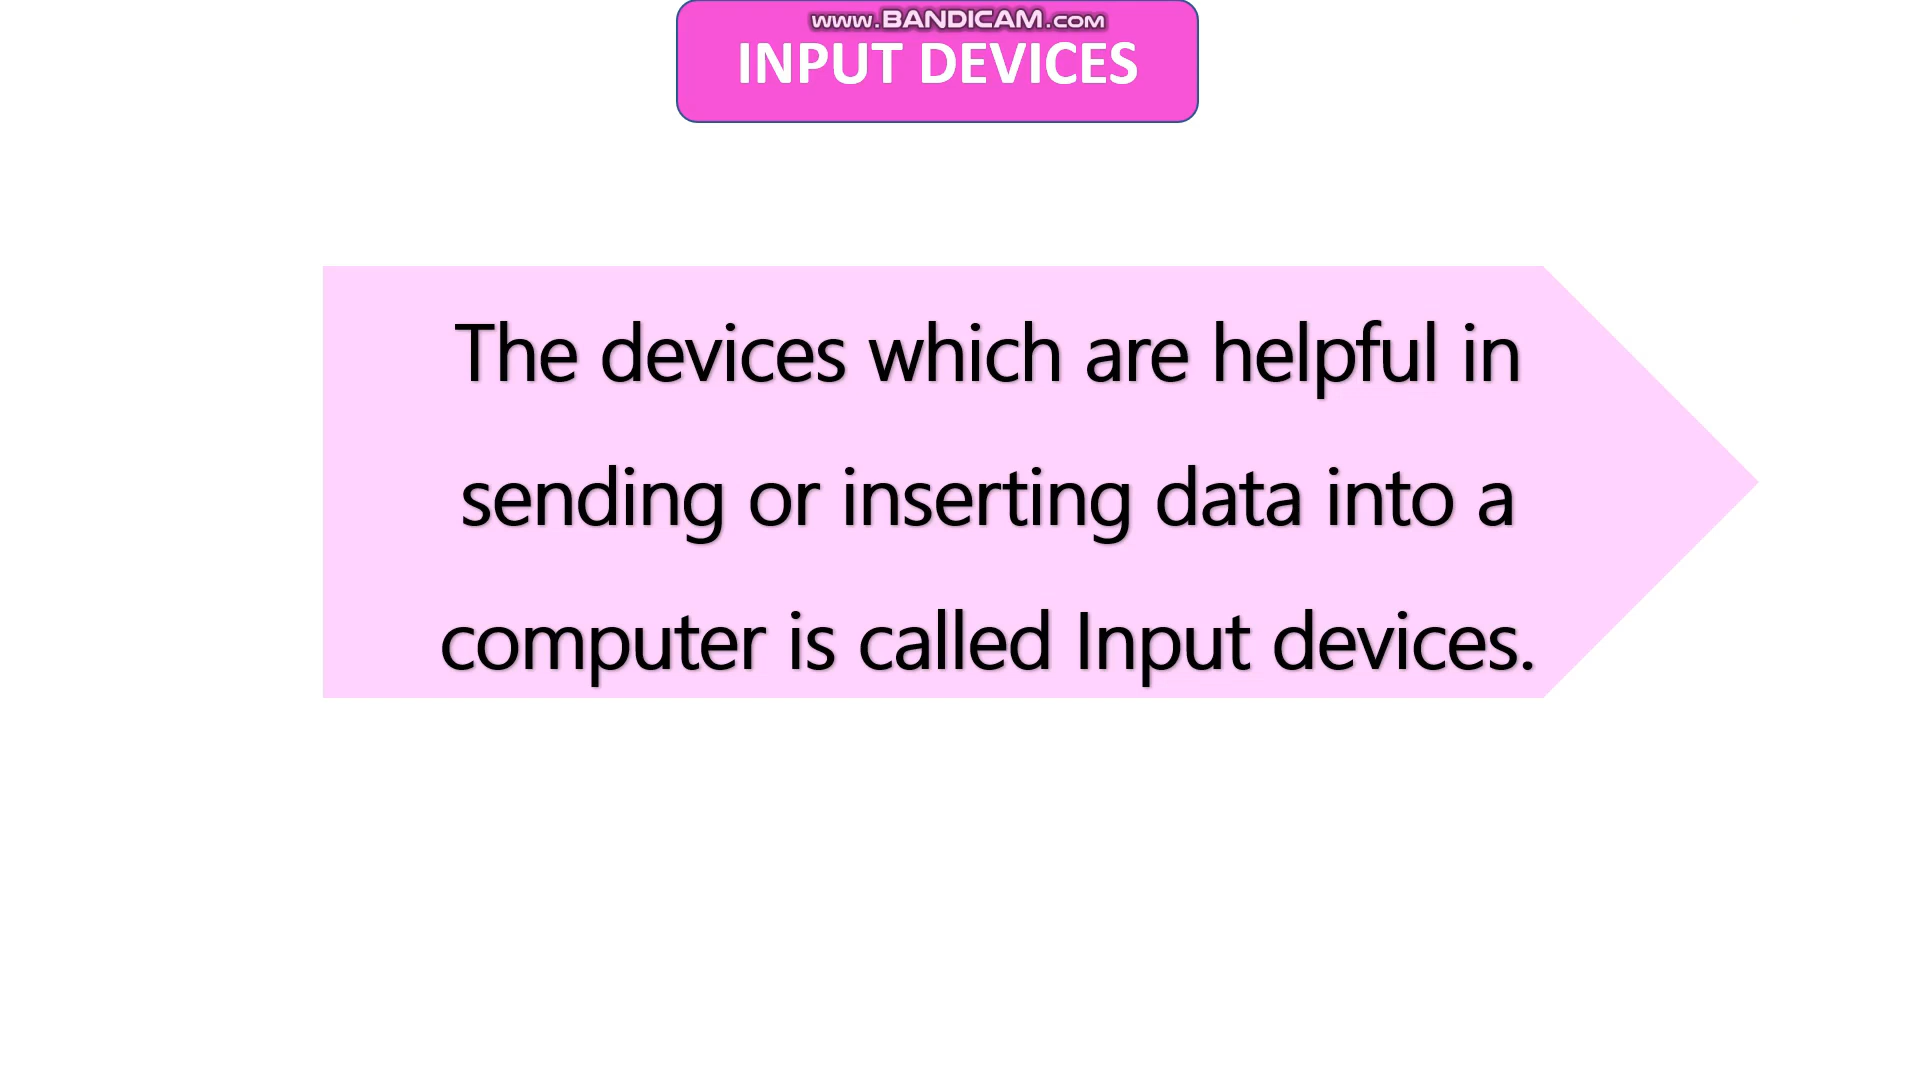 www.BANDICAM.com
INPUT DEVICES
The devices which are helpful in
sending or inserting data into a
computer is called Input devices.